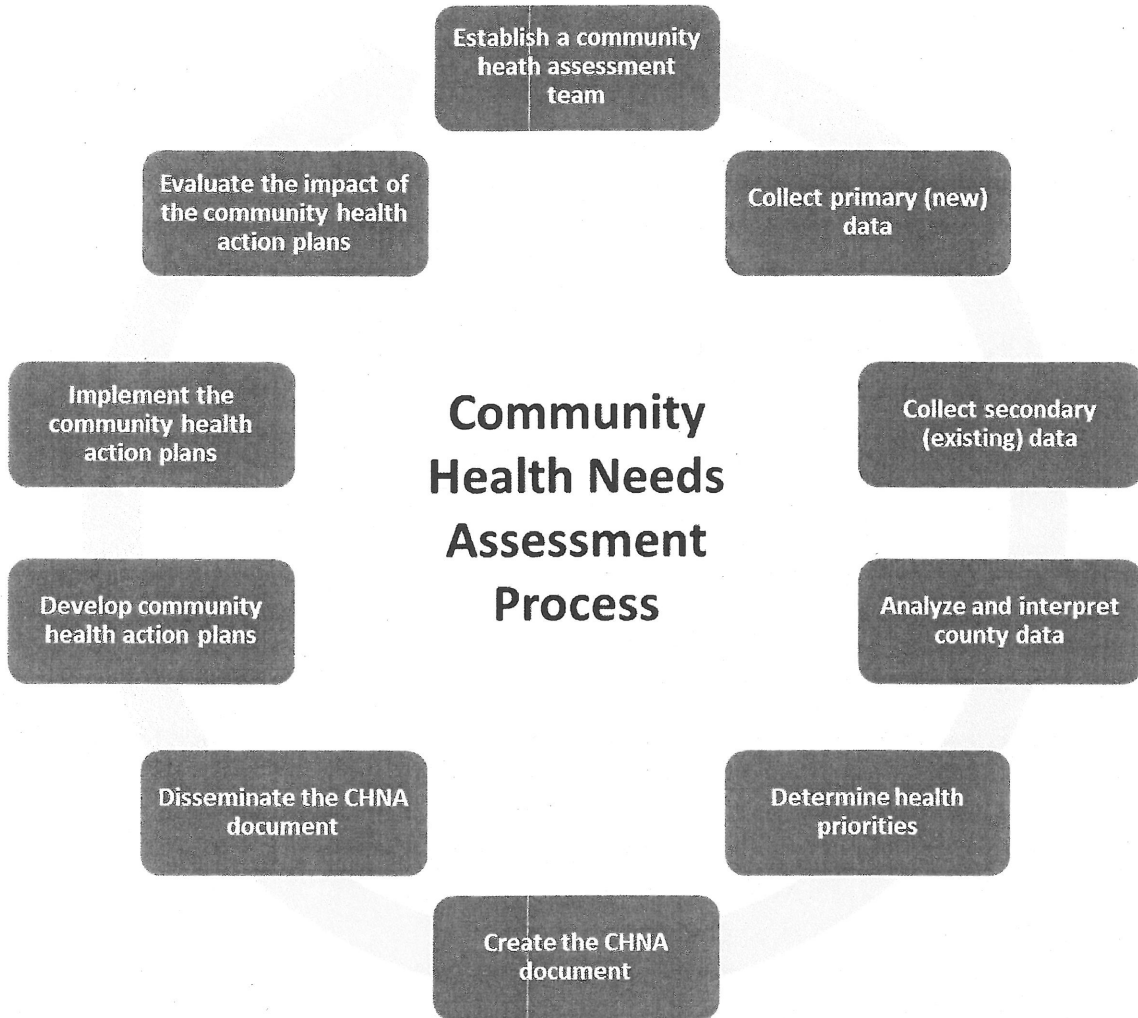 Establish a community
heath assessment
team
Collect primary (new)
data
Collect secondary
(existing) data
Analyze and interpret
county data
Determine health
priorities
Create the CHNA
document
Disseminate the CHNA
document
Develop community
health action plans
Implement the
community health
action plans
Evaluate the impact of
the community health
action plans
Community
Health Needs
Assessment
Process